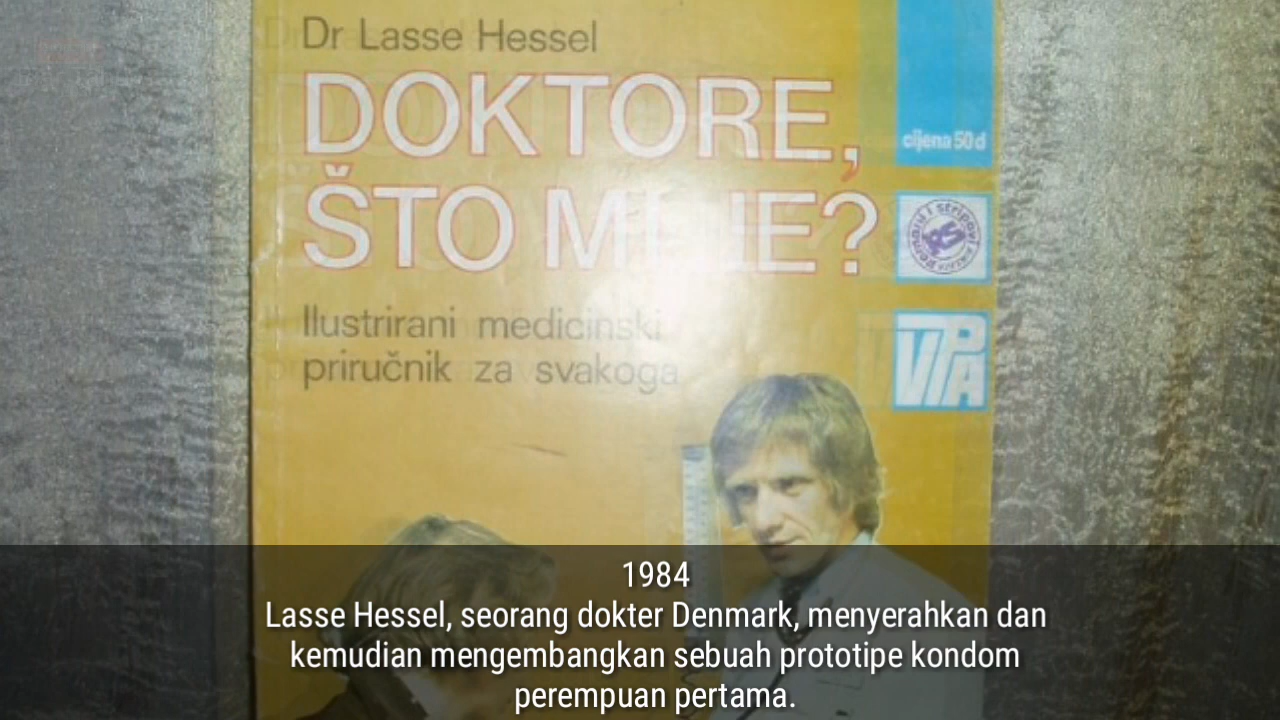 Dr Lasse Hessel
DOKTORE,
ŠTO MI JE?
cijena 50 d
Ilustrirani medicinski
priručnik za svakoga
VPA
1984
Lasse Hessel, seorang dokter Denmark, menyerahkan dan
kemudian mengembangkan sebuah prototipe kondom
perempuan pertama.